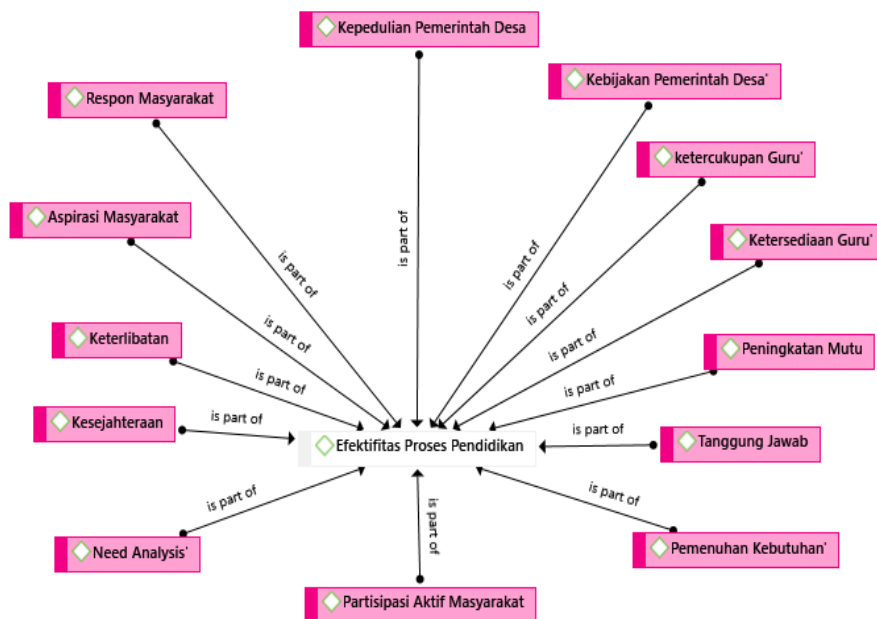 Kepedulian Pemerintah Desa
Kebijakan Pemerintah Desa'
Respon Masyarakat
ketercukupan Guru'
Aspirasi Masyarakat
Ketersediaan Guru'
is part of
is part of
is part of
is part of
is part of
is part of
Keterlibatan
Peningkatan Mutu
is part of
is part of
Kesejahteraan
is part of
Efektifitas Proses Pendidikan
is part of
Tanggung Jawab
is part of
is part of
is part of
Need Analysis'
Pemenuhan Kebutuhan'
Partisipasi Aktif Masyarakat